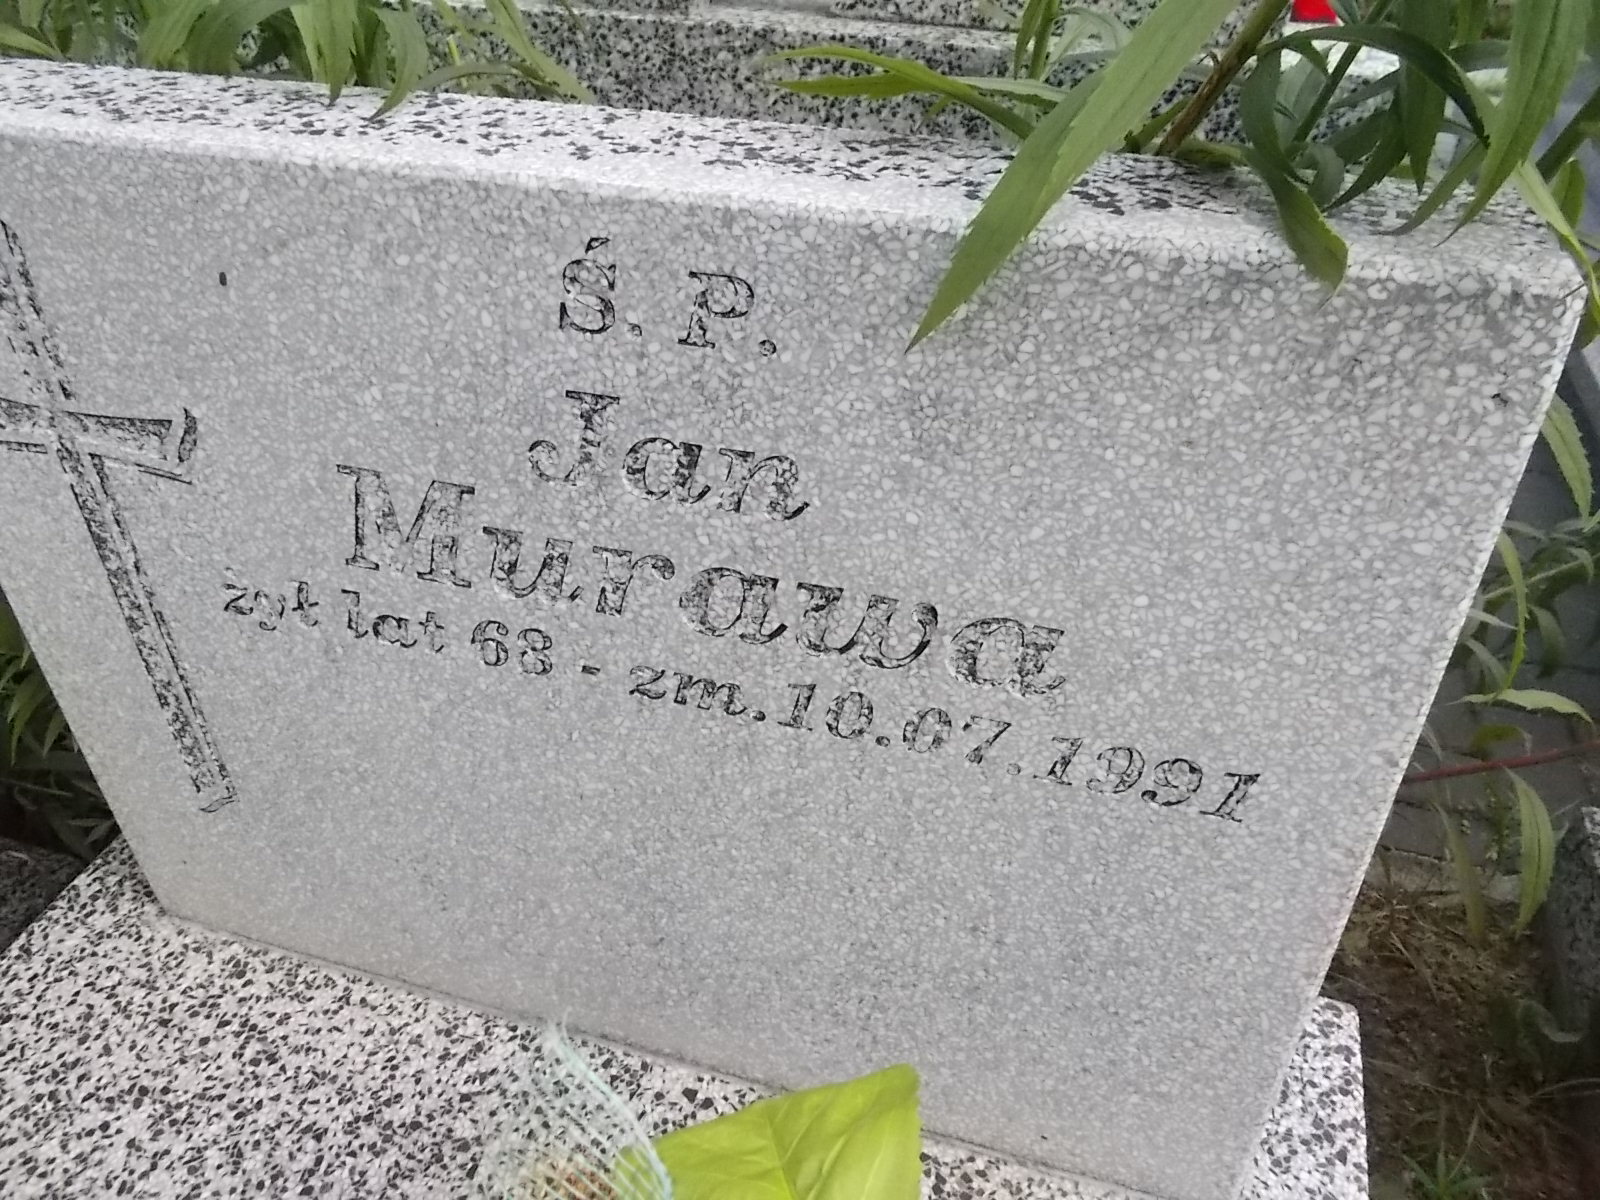 Ś. P.
Jan
Murawa
żył lat 68 - zm. 10.07.1991